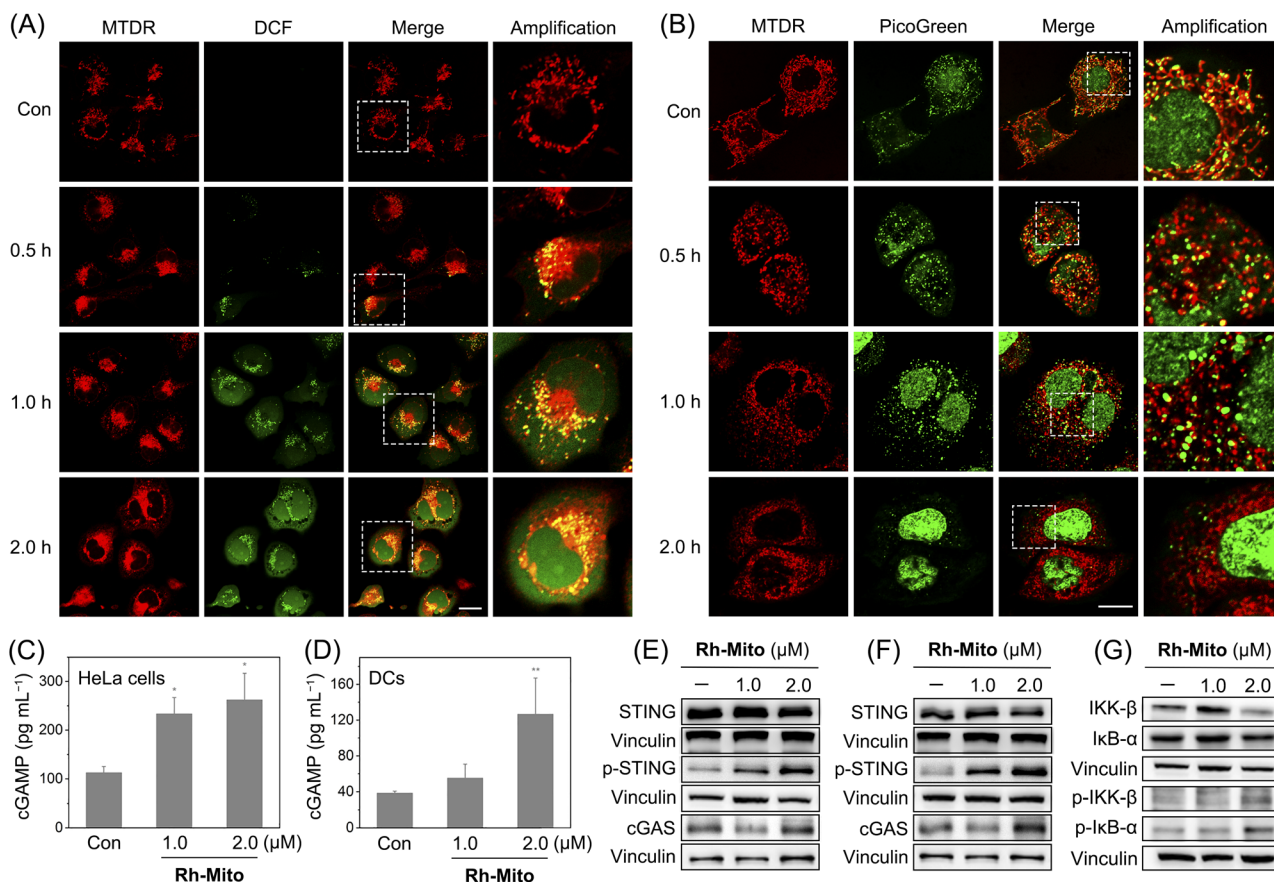 (A)
MTDR DCF Merge Amplification
Con
0.5 h
1.0 h
2.0 h
(B)
MTDR PicoGreen Merge Amplification
Con
0.5 h
1.0 h
2.0 h
(C)
HeLa cells
cGAMP (pg mL⁻¹)
300
200
100
0
* *
Con 1.0 2.0 (μM)
Rh-Mito
(D)
DCs
cGAMP (pg mL⁻¹)
160
120
80
40
0
**
Con 1.0 2.0 (μM)
Rh-Mito
(E)
Rh-Mito (μM)
– 1.0 2.0
STING
Vinculin
p-STING
Vinculin
cGAS
Vinculin
(F)
Rh-Mito (μM)
– 1.0 2.0
STING
Vinculin
p-STING
Vinculin
cGAS
Vinculin
(G)
Rh-Mito (μM)
– 1.0 2.0
IKK-β
IκB-α
Vinculin
p-IKK-β
p-IκB-α
Vinculin